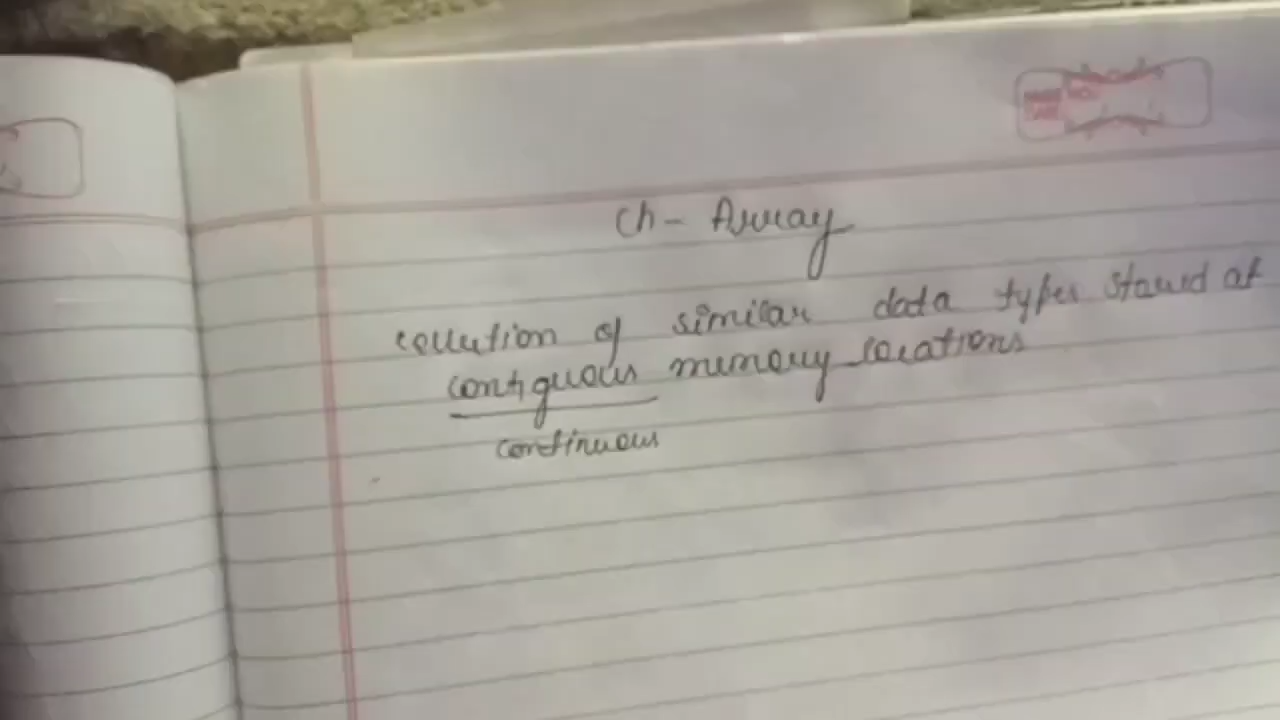 Ch - Array
collection of similar data types stored at
contiguous memory locations
continuous